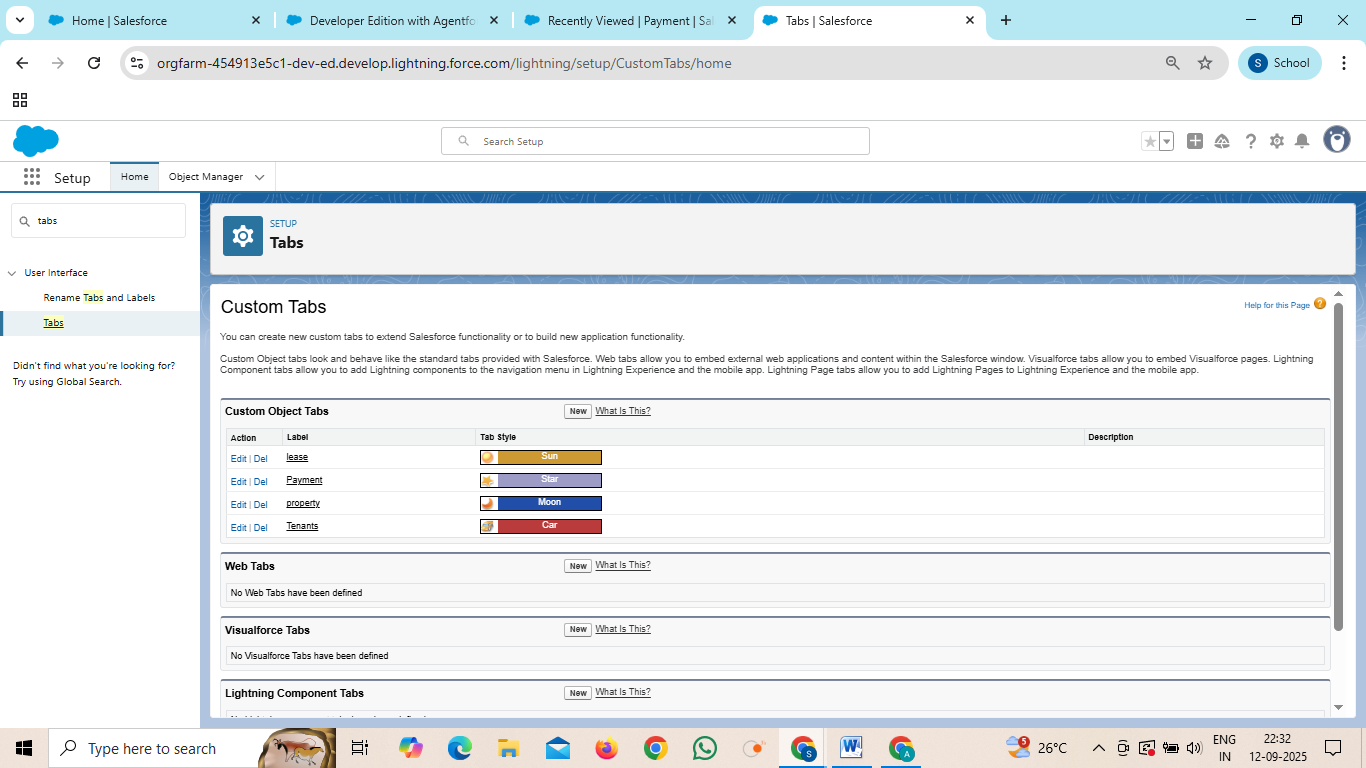 Home | Salesforce
Developer Edition with Agentfo
Recently Viewed | Payment | Sal
Tabs | Salesforce
orgfarm-454913e5c1-dev-ed.develop.lightning.force.com/lightning/setup/CustomTabs/home
S School
Search Setup
Setup
Home
Object Manager
tabs
User Interface
Rename Tabs and Labels
Tabs
Didn't find what you're looking for?
Try using Global Search.
SETUP
Tabs
Custom Tabs
Help for this Page
You can create new custom tabs to extend Salesforce functionality or to build new application functionality.
Custom Object tabs look and behave like the standard tabs provided with Salesforce. Web tabs allow you to embed external web applications and content within the Salesforce window. Visualforce tabs allow you to embed Visualforce pages. Lightning
Component tabs allow you to add Lightning components to the navigation menu in Lightning Experience and the mobile app. Lightning Page tabs allow you to add Lightning Pages to Lightning Experience and the mobile app.
Custom Object Tabs New What Is This?
Action Label Tab Style Description
Edit | Del lease Sun
Edit | Del Payment Star
Edit | Del property Moon
Edit | Del Tenants Car
Web Tabs New What Is This?
No Web Tabs have been defined
Visualforce Tabs New What Is This?
No Visualforce Tabs have been defined
Lightning Component Tabs New What Is This?
Type here to search
5
26°C
ENG
IN
22:32
12-09-2025